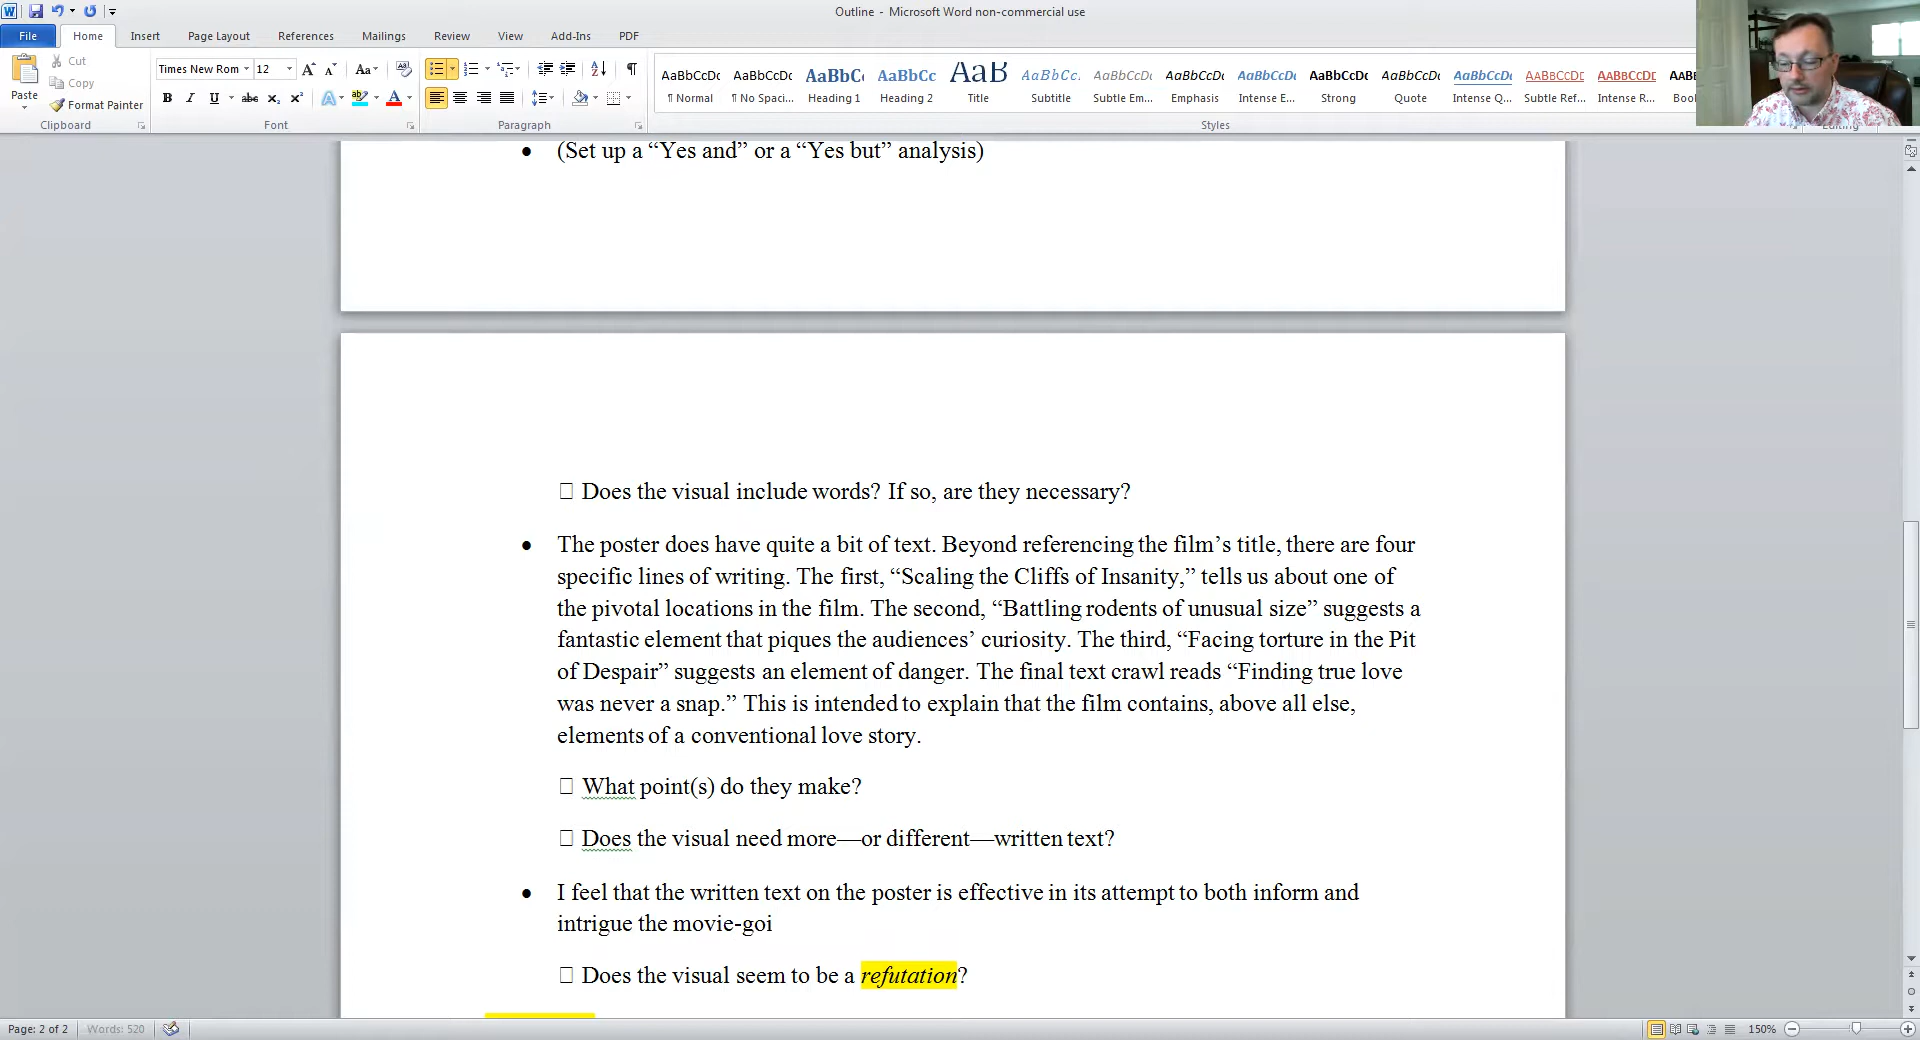 Outline - Microsoft Word non-commercial use
File Home Insert Page Layout References Mailings Review View Add-Ins PDF
Paste
Cut
Copy
Format Painter
Clipboard
Times New Rom 12
Font
Paragraph
AaBbCcDc AaBbCcDc AaBbC AaBbCc AaB AaBbCc. AaBbCcDc AaBbCcDc AaBbCcDc AaBbCcDc AaBbCcDc AaBbCcDc AaBbCcDc AaBbCcDc AaBb
¶ Normal ¶ No Spaci... Heading 1 Heading 2 Title Subtitle Subtle Em... Emphasis Intense E... Strong Quote Intense Q... Subtle Ref... Intense R... Boo
Styles
Editing
• (Set up a “Yes and” or a “Yes but” analysis)
Does the visual include words? If so, are they necessary?
• The poster does have quite a bit of text. Beyond referencing the film’s title, there are four
specific lines of writing. The first, “Scaling the Cliffs of Insanity,” tells us about one of
the pivotal locations in the film. The second, “Battling rodents of unusual size” suggests a
fantastic element that piques the audiences’ curiosity. The third, “Facing torture in the Pit
of Despair” suggests an element of danger. The final text crawl reads “Finding true love
was never a snap.” This is intended to explain that the film contains, above all else,
elements of a conventional love story.
What point(s) do they make?
Does the visual need more—or different—written text?
• I feel that the written text on the poster is effective in its attempt to both inform and
intrigue the movie-goi
Does the visual seem to be a refutation?
Page: 2 of 2 Words: 520
150%